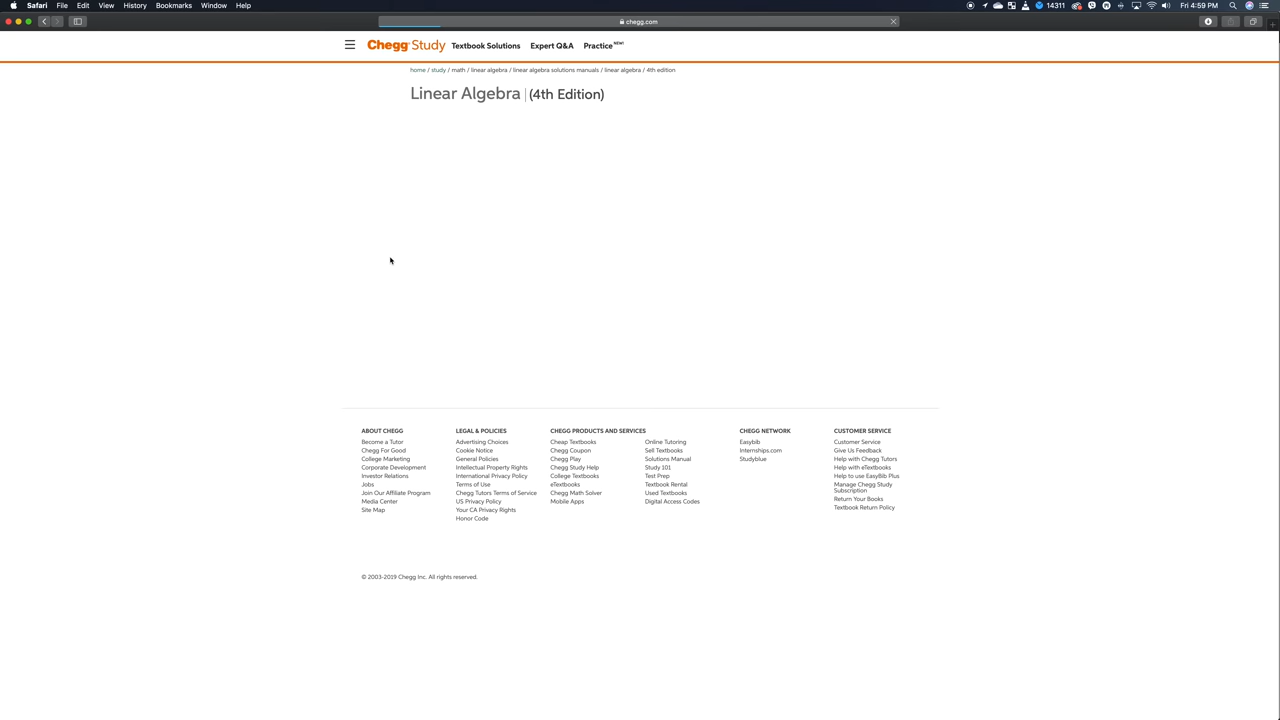 Safari File Edit View History Bookmarks Window Help 14311 Fri 4:59 PM
chegg.com
Chegg Study Textbook Solutions Expert Q&A Practice NEW!
home / study / math / linear algebra / linear algebra solutions manuals / linear algebra / 4th edition
Linear Algebra | (4th Edition)
ABOUT CHEGG
Become a Tutor
Chegg For Good
College Marketing
Corporate Development
Investor Relations
Jobs
Join Our Affiliate Program
Media Center
Site Map
LEGAL & POLICIES
Advertising Choices
Cookie Notice
General Policies
Intellectual Property Rights
International Privacy Policy
Terms of Use
Chegg Tutors Terms of Service
US Privacy Policy
Your CA Privacy Rights
Honor Code
CHEGG PRODUCTS AND SERVICES
Cheap Textbooks
Chegg Coupon
Chegg Play
Chegg Study Help
College Textbooks
eTextbooks
Chegg Math Solver
Mobile Apps
Online Tutoring
Sell Textbooks
Solutions Manual
Study 101
Test Prep
Textbook Rental
Used Textbooks
Digital Access Codes
CHEGG NETWORK
Easybib
Internships.com
Studyblue
CUSTOMER SERVICE
Customer Service
Give Us Feedback
Help with Chegg Tutors
Help with eTextbooks
Help to use EasyBib Plus
Manage Chegg Study
Subscription
Return Your Books
Textbook Return Policy
© 2003-2019 Chegg Inc. All rights reserved.